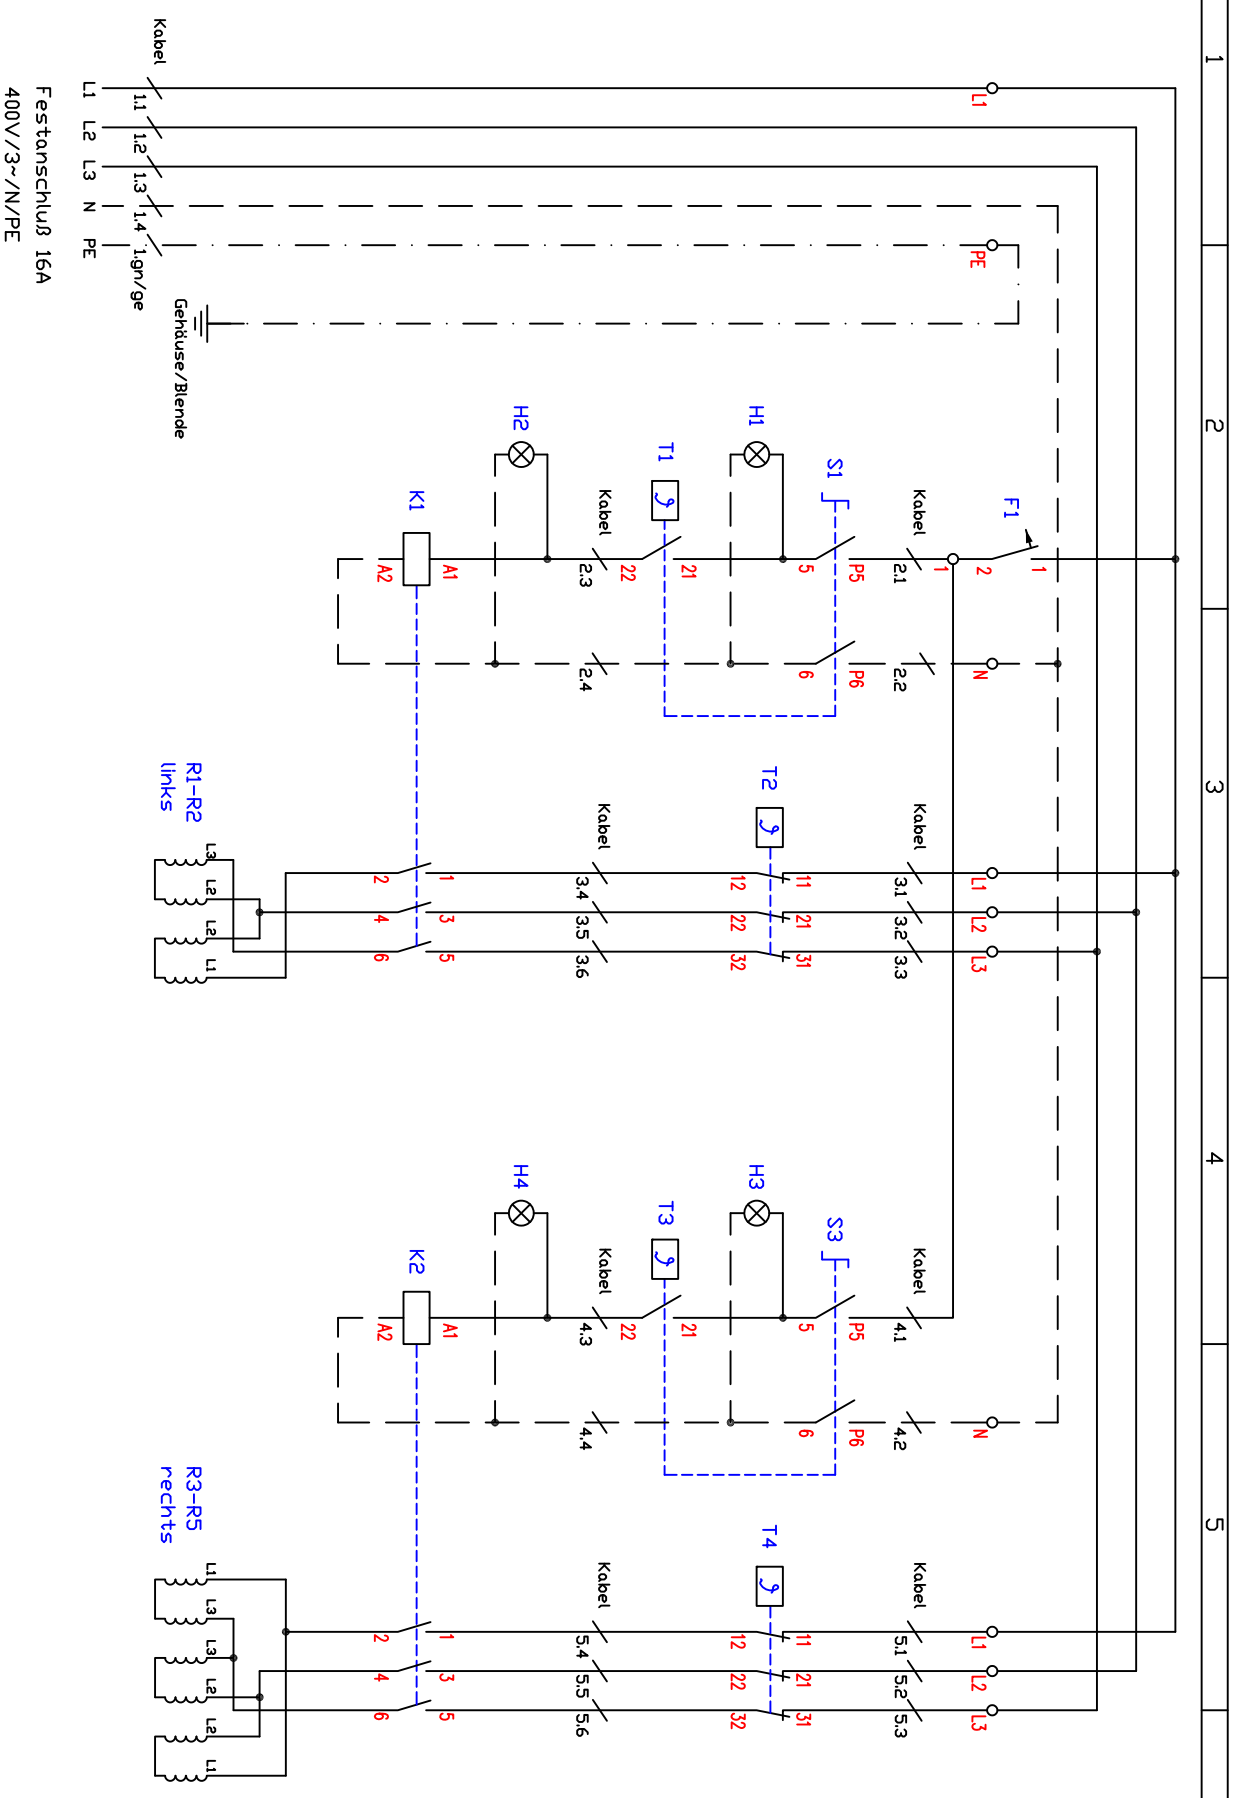 1
2
3
4
5
Kabel
L1
L2
L3
N
PE
1.1
1.2
1.3
1.4
1.gn/ge
Festanschluß 16A
400V/3~/N/PE
L1
PE
Gehäuse/Blende
F1
1
2
1
Kabel
2.1
2.2
N
S1
P5
5
P6
6
H1
T1
21
22
Kabel
2.3
2.4
H2
K1
A1
A2
L1
L2
L3
Kabel
3.1
3.2
3.3
T2
11
21
31
12
22
32
Kabel
3.4
3.5
3.6
1
3
5
2
4
6
R1-R2
links
L3
L2
L2
L1
Kabel
4.1
4.2
N
S3
P5
5
P6
6
H3
T3
21
22
Kabel
4.3
4.4
H4
K2
A1
A2
L1
L2
L3
Kabel
5.1
5.2
5.3
T4
11
21
31
12
22
32
Kabel
5.4
5.5
5.6
1
3
5
2
4
6
R3-R5
rechts
L1
L3
L3
L2
L2
L1